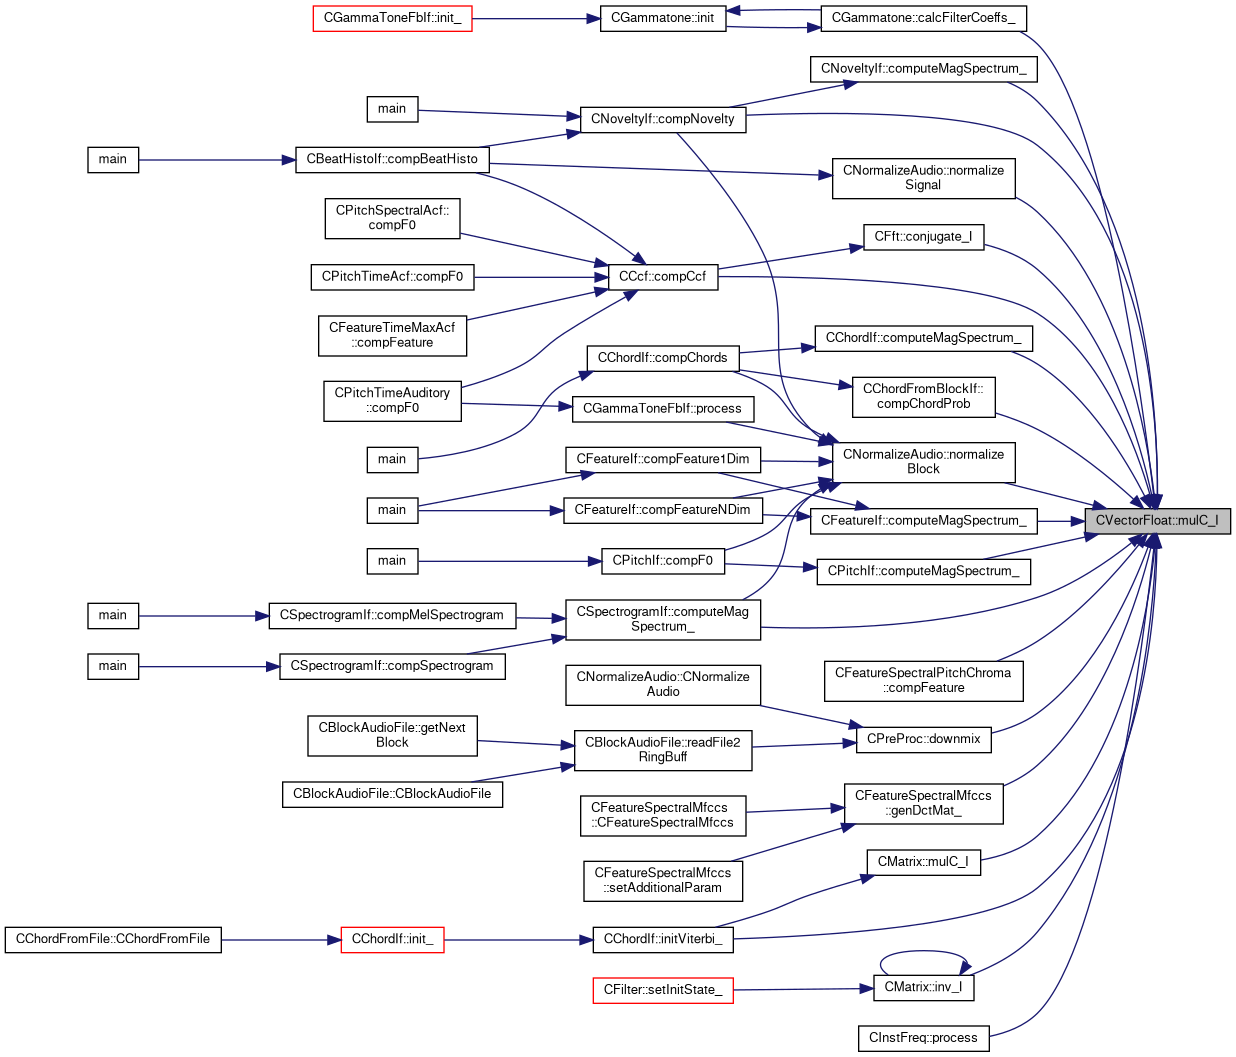 CGammaToneFbIf::init_
CGammatone::init
CGammatone::calcFilterCoeffs_
CNoveltyIf::computeMagSpectrum_
main
CNoveltyIf::compNovelty
main
CBeatHistoIf::compBeatHisto
CNormalizeAudio::normalize
Signal
CPitchSpectralAcf::
compF0
CFft::conjugate_I
CPitchTimeAcf::compF0
CCcf::compCcf
CFeatureTimeMaxAcf
::compFeature
CChordIf::computeMagSpectrum_
CChordIf::compChords
CPitchTimeAuditory
::compF0
CChordFromBlockIf::
compChordProb
CGammaToneFbIf::process
main
CFeatureIf::compFeature1Dim
CNormalizeAudio::normalize
Block
main
CFeatureIf::compFeatureNDim
CFeatureIf::computeMagSpectrum_
CVectorFloat::mulC_I
main
CPitchIf::compF0
CPitchIf::computeMagSpectrum_
main
CSpectrogramIf::compMelSpectrogram
CSpectrogramIf::computeMag
Spectrum_
main
CSpectrogramIf::compSpectrogram
CFeatureSpectralPitchChroma
::compFeature
CNormalizeAudio::CNormalize
Audio
CBlockAudioFile::getNext
Block
CBlockAudioFile::readFile2
RingBuff
CPreProc::downmix
CBlockAudioFile::CBlockAudioFile
CFeatureSpectralMfccs
::CFeatureSpectralMfccs
CFeatureSpectralMfccs
::genDctMat_
CFeatureSpectralMfccs
::setAdditionalParam
CMatrix::mulC_I
CChordFromFile::CChordFromFile
CChordIf::init_
CChordIf::initViterbi_
CFilter::setInitState_
CMatrix::inv_I
CInstFreq::process